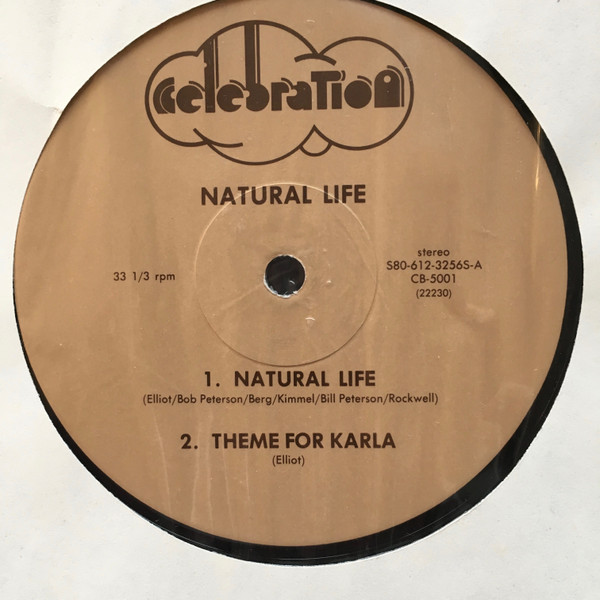 celebration
NATURAL LIFE
33 1/3 rpm
stereo
S80-612-3256S-A
CB-5001
(22230)
1. NATURAL LIFE
(Elliot/Bob Peterson/Berg/Kimmel/Bill Peterson/Rockwell)
2. THEME FOR KARLA
(Elliot)